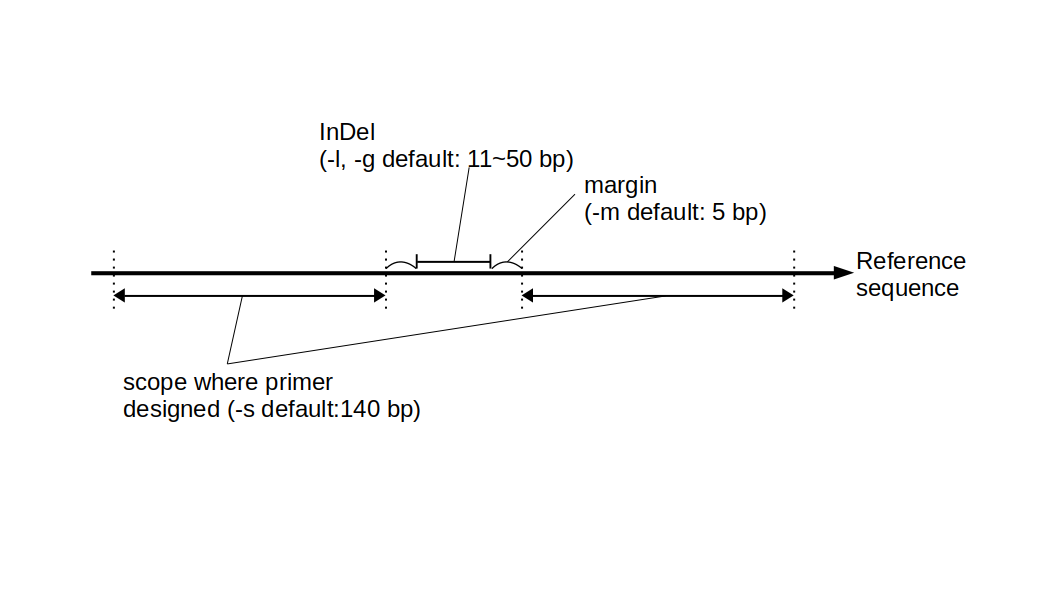 InDel
(-l, -g default: 11~50 bp)
margin
(-m default: 5 bp)
Reference
sequence
scope where primer
designed (-s default:140 bp)